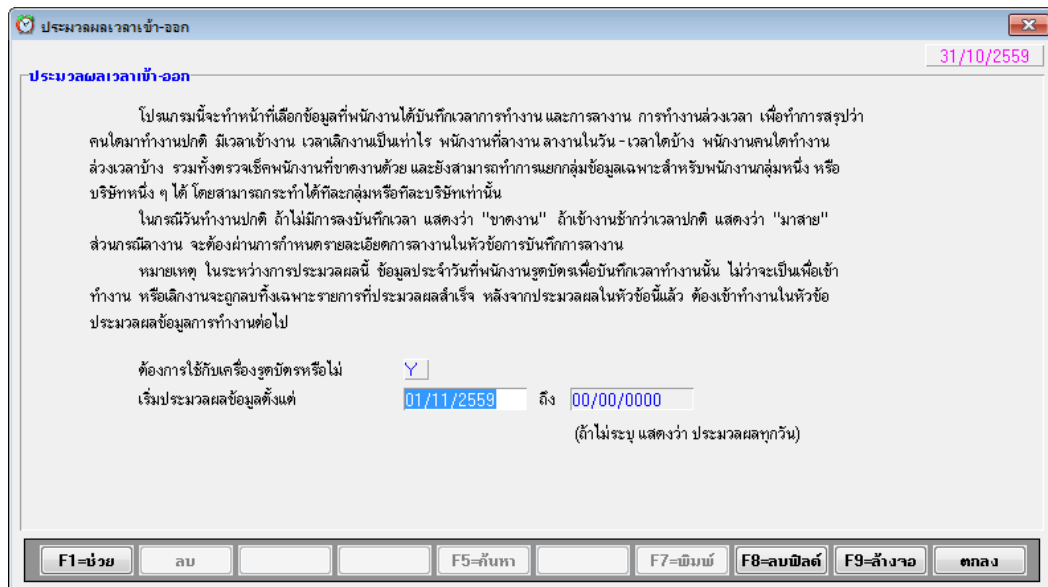 ประมวลผลเวลาเข้า-ออก
31/10/2559
ประมวลผลเวลาเข้า-ออก
โปรแกรมนี้จะทำหน้าที่เลือกข้อมูลที่พนักงานได้บันทึกเวลาการทำงาน และการลางาน การทำงานล่วงเวลา เพื่อทำการสรุปว่า
คนใดมาทำงานปกติ มีเวลาเข้างาน เวลาเลิกงานเป็นเท่าไร พนักงานที่ลางาน ลางานในวัน - เวลาใดบ้าง พนักงานคนใดทำงาน
ล่วงเวลาบ้าง รวมทั้งตรวจเช็คพนักงานที่ขาดงานด้วย และยังสามารถทำการแยกกลุ่มข้อมูลเฉพาะสำหรับพนักงานกลุ่มหนึ่ง หรือ
บริษัทหนึ่ง ๆ ได้ โดยสามารถกระทำได้ทีละกลุ่มหรือทีละบริษัทเท่านั้น
ในกรณีวันทำงานปกติ ถ้าไม่มีการลงบันทึกเวลา แสดงว่า "ขาดงาน" ถ้าเข้างานช้ากว่าเวลาปกติ แสดงว่า "มาสาย"
ส่วนกรณีลางาน จะต้องผ่านการกำหนดรายละเอียดการลางานในหัวข้อการบันทึกการลางาน
หมายเหตุ ในระหว่างการประมวลผลนี้ ข้อมูลประจำวันที่พนักงานรูดบัตรเพื่อบันทึกเวลาทำงานนั้น ไม่ว่าจะเป็นเพื่อเข้า
ทำงาน หรือเลิกงานจะถูกลบทิ้งเฉพาะรายการที่ประมวลผลสำเร็จ หลังจากประมวลผลในหัวข้อนี้แล้ว ต้องเข้าทำงานในหัวข้อ
ประมวลผลข้อมูลการทำงานต่อไป
ต้องการใช้กับเครื่องรูดบัตรหรือไม่ Y
เริ่มประมวลผลข้อมูลตั้งแต่ 01/11/2559 ถึง 00/00/0000
(ถ้าไม่ระบุ แสดงว่า ประมวลผลทุกวัน)
F1=ช่วย ลบ F5=ค้นหา F7=พิมพ์ F8=ลบฟิลด์ F9=ล้างจอ ตกลง